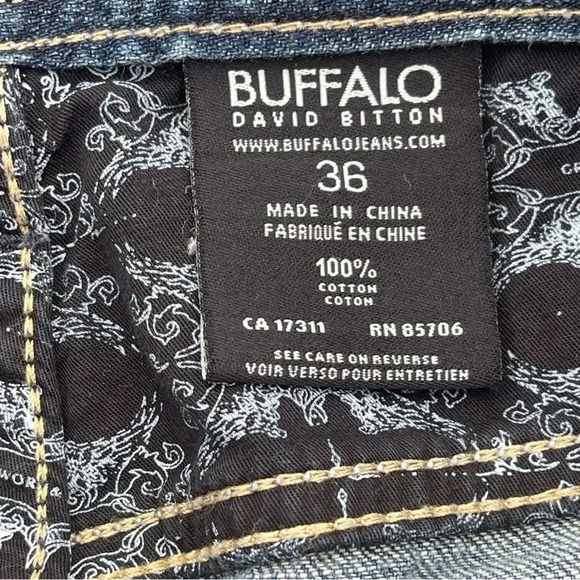 BUFFALO
DAVID BITTON
WWW.BUFFALOJEANS.COM
36
MADE IN CHINA
FABRIQUÉ EN CHINE
100%
COTTON
COTON
CA 17311 RN 85706
SEE CARE ON REVERSE
VOIR VERSO POUR ENTRETIEN